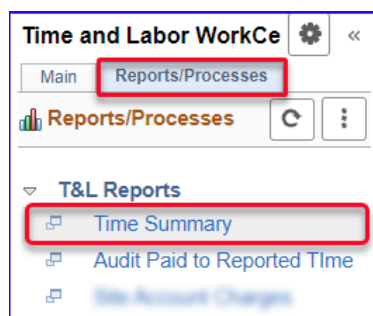 Time and Labor WorkCe
Main Reports/Processes
Reports/Processes
T&L Reports
Time Summary
Audit Paid to Reported TIme